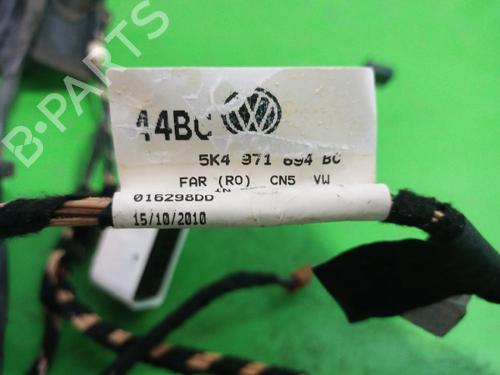 44BC
5K4 971 694 BC
FAR (RO) CN5 VW
016298DD
15/10/2010
B-PARTS